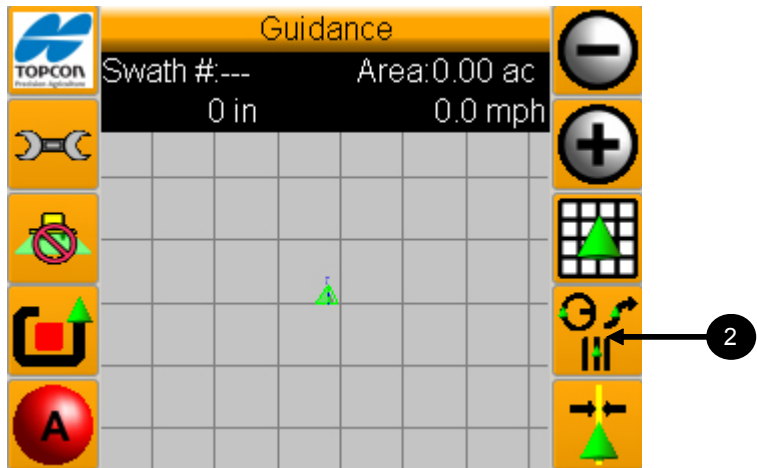 Guidance
TOPCON
Precision Agriculture
Swath #:---
Area:0.00 ac
0 in
0.0 mph
2
A